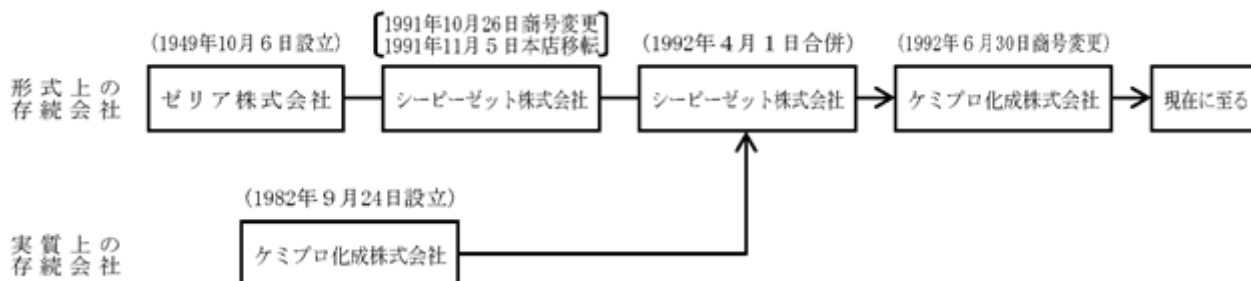 (1949年10月6日設立)
1991年10月26日商号変更
1991年11月5日本店移転
(1992年4月1日合併)
(1992年6月30日商号変更)
形式上の
存続会社
ゼリア株式会社
シーピーゼット株式会社
シーピーゼット株式会社
ケミプロ化成株式会社
現在に至る
(1982年9月24日設立)
実質上の
存続会社
ケミプロ化成株式会社